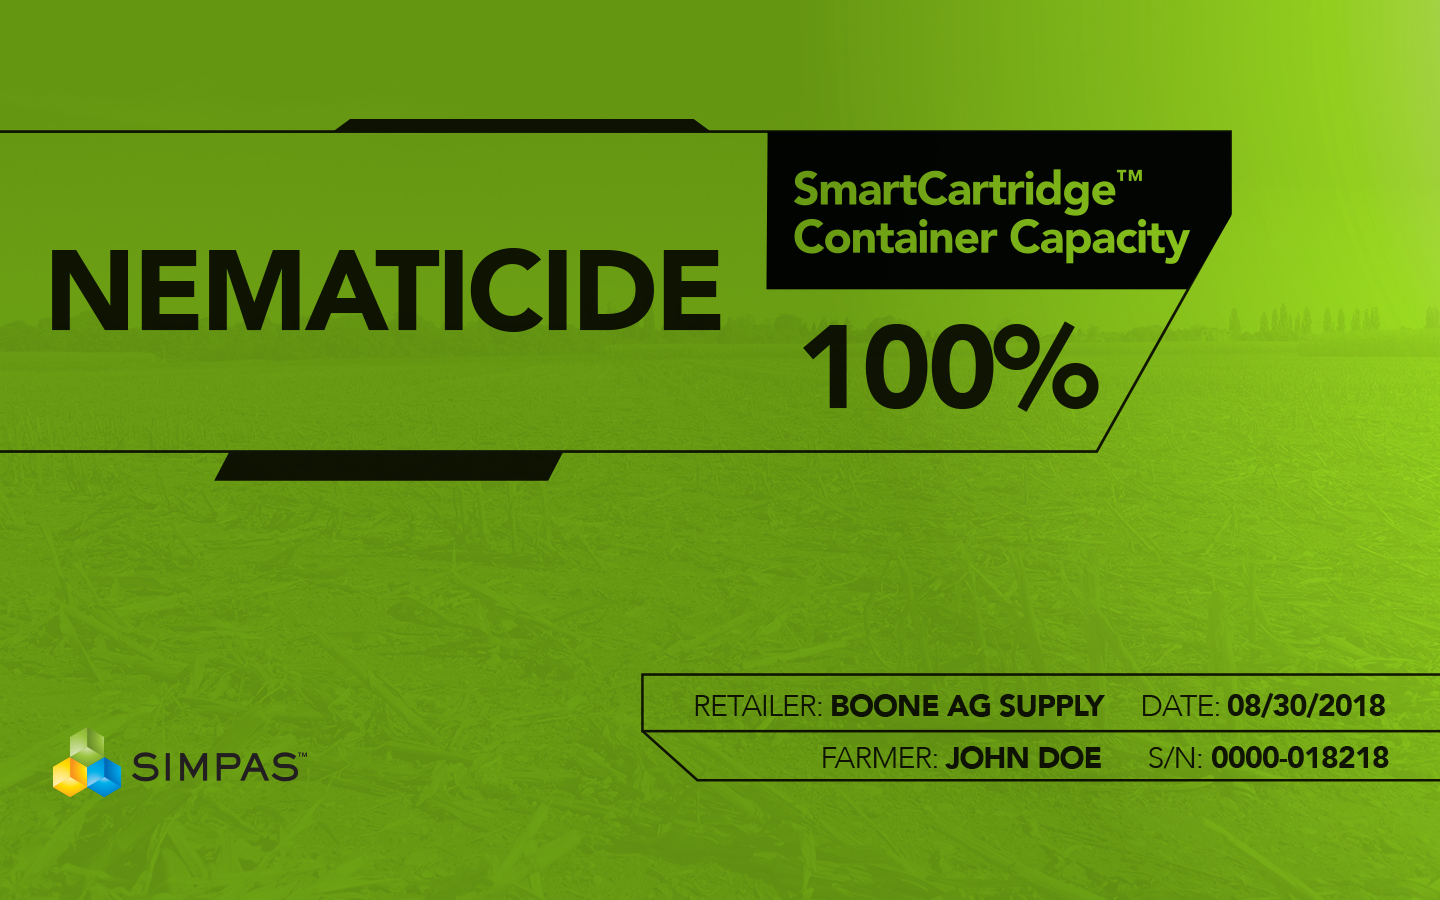 NEMATICIDE
SmartCartridge™
Container Capacity
100%
RETAILER: BOONE AG SUPPLY DATE: 08/30/2018
FARMER: JOHN DOE S/N: 0000-018218
SIMPAS™